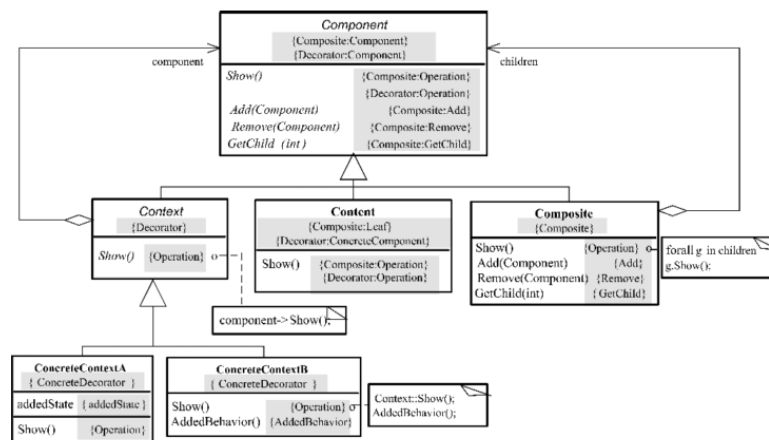 Component
{Composite:Component}
{Decorator:Component}
component
children
Show() {Composite:Operation}
{Decorator:Operation}
Add(Component) {Composite:Add}
Remove(Component) {Composite:Remove}
GetChild (int) {Composite:GetChild}
Context
{Decorator}
Show() {Operation}
Content
{Composite:Leaf}
{Decorator:ConcreteComponent}
Show() {Composite:Operation}
{Decorator:Operation}
Composite
{Composite}
Show() {Operation}
Add(Component) {Add}
Remove(Component) {Remove}
GetChild(int) { GetChild}
forall g in children
g.Show();
component->Show();
ConcreteContextA
{ ConcreteDecorator }
addedState { addedState }
Show() {Operation}
ConcreteContextB
{ ConcreteDecorator }
Show() {Operation}
AddedBehavior() {AddedBehavior}
Context::Show();
AddedBehavior();